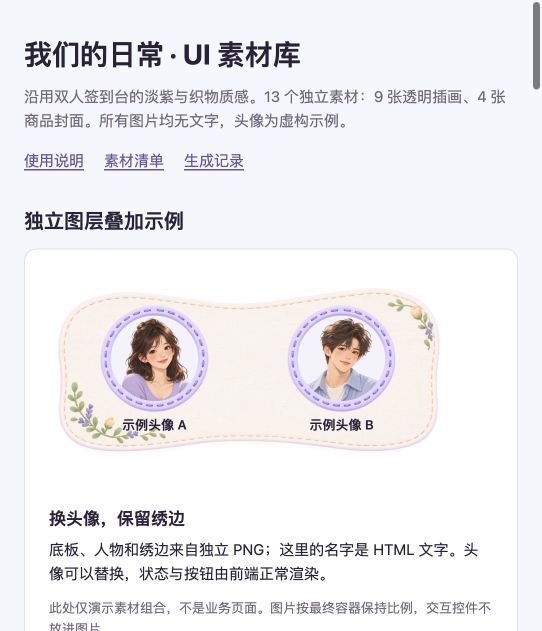 我们的日常 · UI 素材库
沿用双人签到台的淡紫与织物质感。13 个独立素材：9 张透明插画、4 张
商品封面。所有图片均无文字，头像为虚构示例。
使用说明 素材清单 生成记录
独立图层叠加示例
示例头像 A 示例头像 B
换头像，保留绣边
底板、人物和绣边来自独立 PNG；这里的名字是 HTML 文字。头
像可以替换，状态与按钮由前端正常渲染。
此处仅演示素材组合，不是业务页面。图片按最终容器保持比例，交互控件不
放进图片